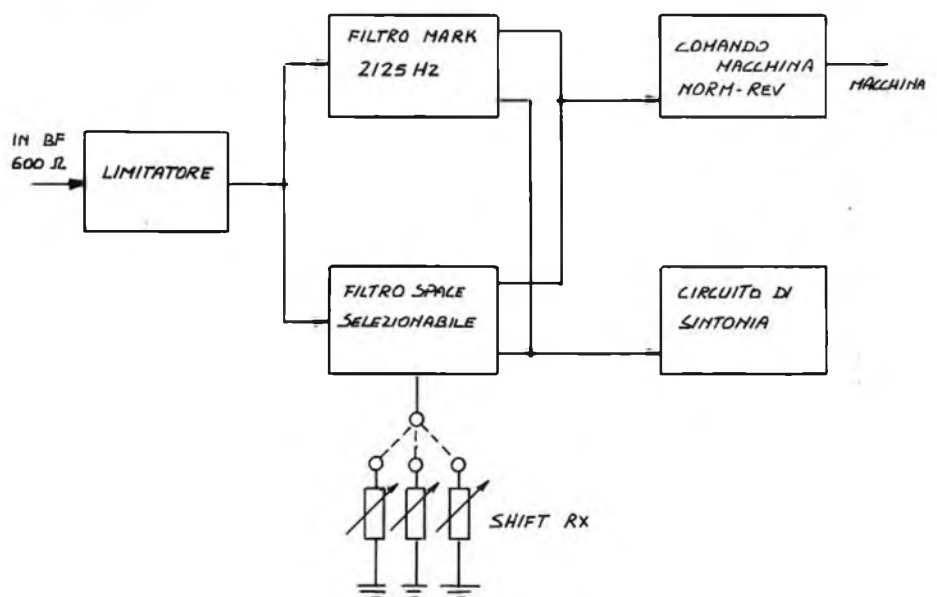 FILTRO MARK
2125 Hz
COMANDO
MACCHINA
NORM-REV
MACCHINA
IN BF
600 Ω
LIMITATORE
FILTRO SPACE
SELEZIONABILE
CIRCUITO DI
SINTONIA
SHIFT RX